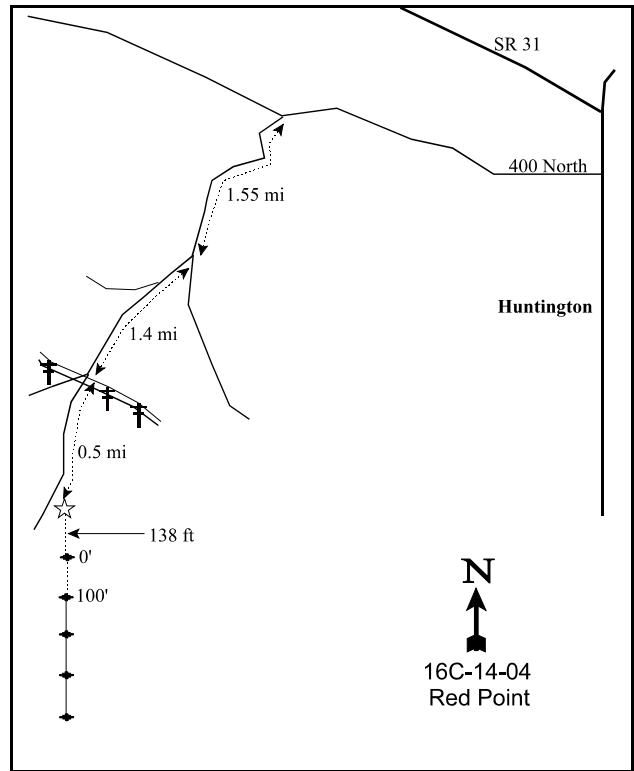 SR 31
400 North
1.55 mi
Huntington
1.4 mi
0.5 mi
138 ft
0'
100'
N
16C-14-04
Red Point